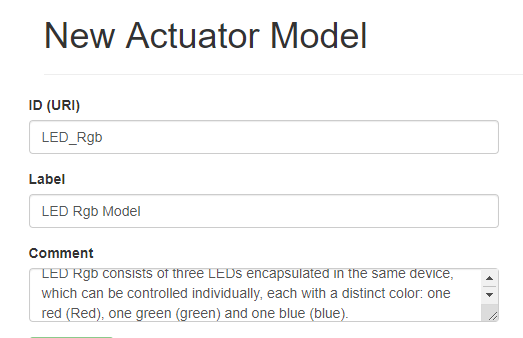 New Actuator Model
ID (URI)
LED_Rgb
Label
LED Rgb Model
Comment
LED Rgb consists of three LEDs encapsulated in the same device,
which can be controlled individually, each with a distinct color: one
red (Red), one green (green) and one blue (blue).